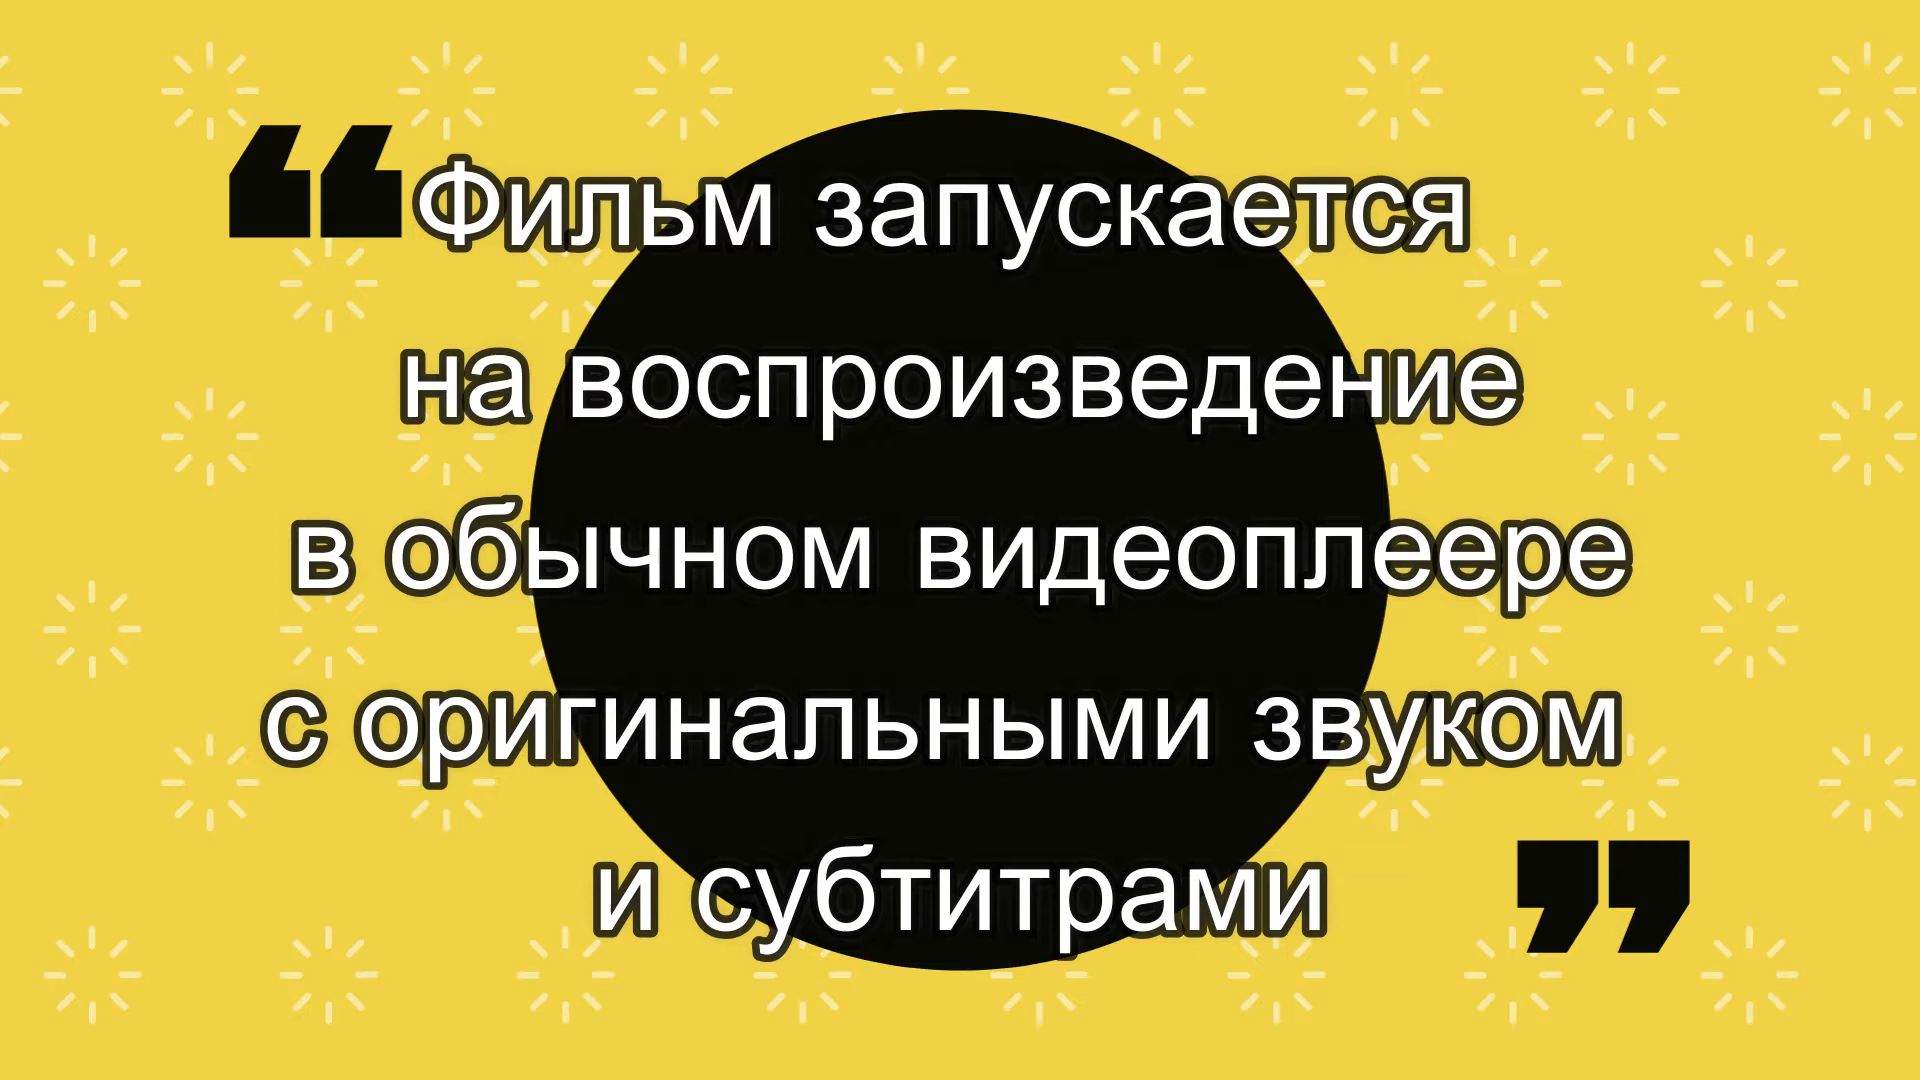 “Фильм запускается
на воспроизведение
в обычном видеоплеере
с оригинальными звуком
и субтитрами”